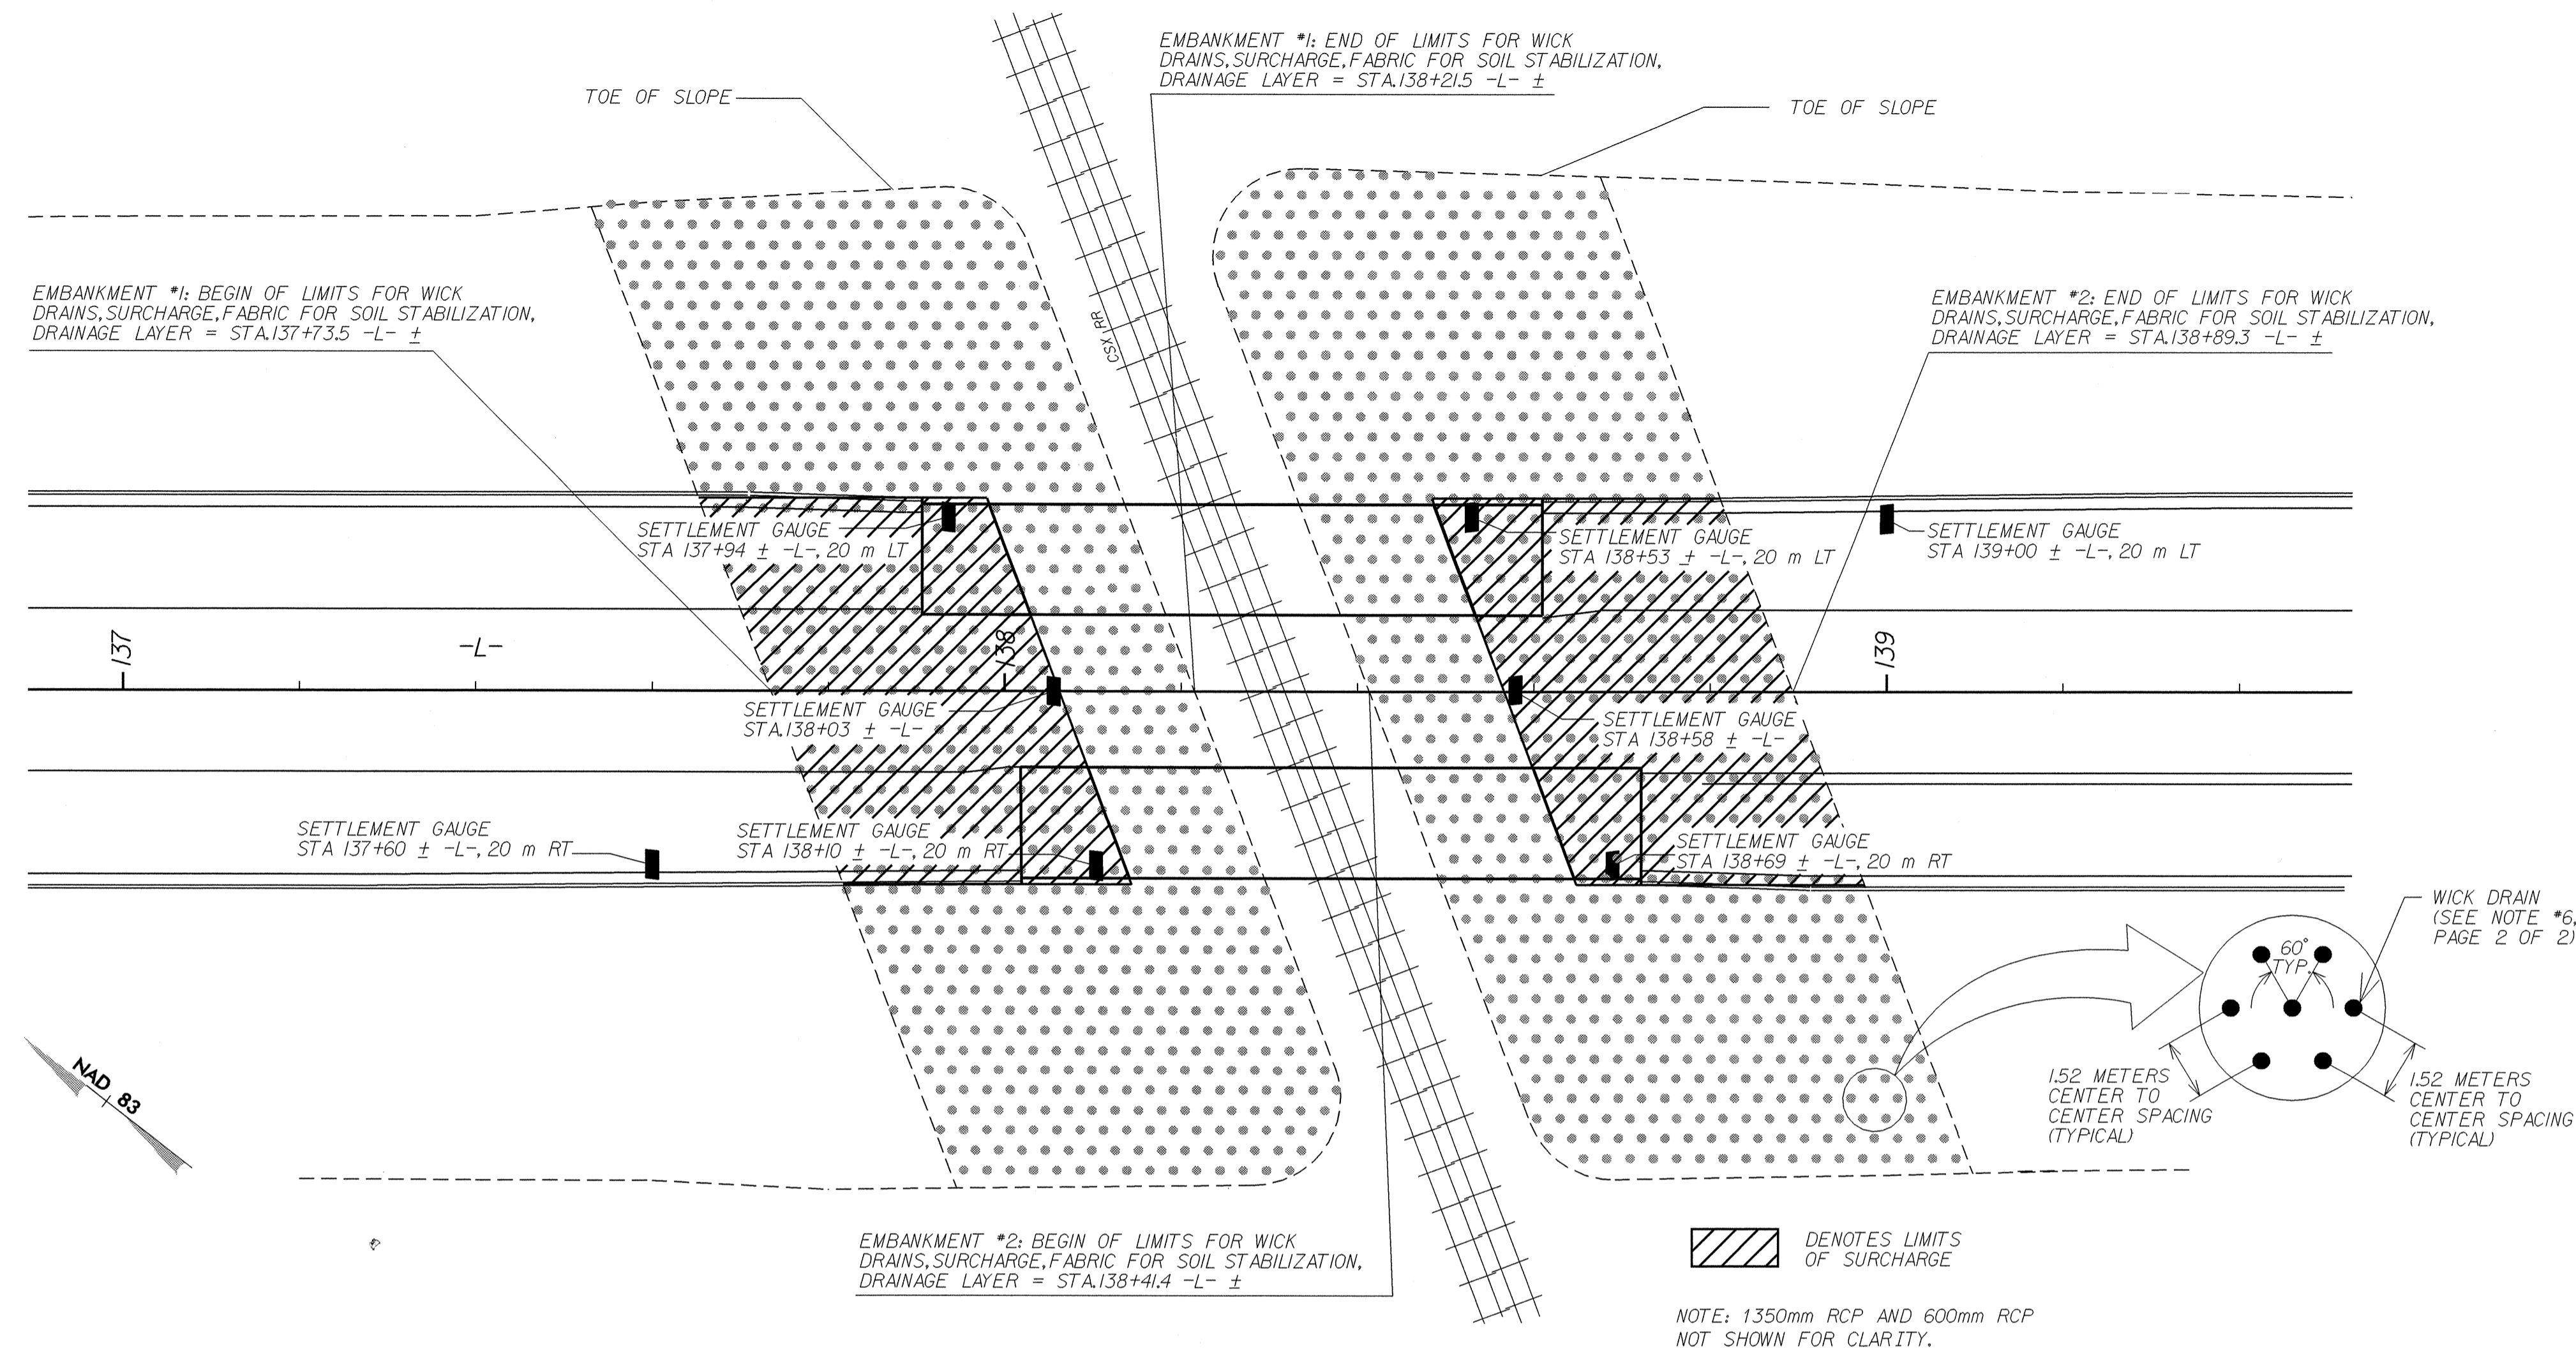 EMBANKMENT #1: END OF LIMITS FOR WICK
DRAINS,SURCHARGE,FABRIC FOR SOIL STABILIZATION,
DRAINAGE LAYER = STA.138+21.5 -L- ±
TOE OF SLOPE
TOE OF SLOPE
EMBANKMENT #1: BEGIN OF LIMITS FOR WICK
DRAINS,SURCHARGE,FABRIC FOR SOIL STABILIZATION,
DRAINAGE LAYER = STA.137+73.5 -L- ±
CSX RR
EMBANKMENT #2: END OF LIMITS FOR WICK
DRAINS,SURCHARGE,FABRIC FOR SOIL STABILIZATION,
DRAINAGE LAYER = STA.138+89.3 -L- ±
SETTLEMENT GAUGE
STA 137+94 ± -L-, 20 m LT
SETTLEMENT GAUGE
STA 138+53 ± -L-, 20 m LT
SETTLEMENT GAUGE
STA 139+00 ± -L-, 20 m LT
137
-L-
138
139
SETTLEMENT GAUGE
STA.138+03 ± -L-
SETTLEMENT GAUGE
STA 138+58 ± -L-
SETTLEMENT GAUGE
STA 137+60 ± -L-, 20 m RT
SETTLEMENT GAUGE
STA 138+10 ± -L-, 20 m RT
SETTLEMENT GAUGE
STA 138+69 ± -L-, 20 m RT
WICK DRAIN
(SEE NOTE #6,
PAGE 2 OF 2)
60°
TYP.
1.52 METERS
CENTER TO
CENTER SPACING
(TYPICAL)
1.52 METERS
CENTER TO
CENTER SPACING
(TYPICAL)
NAD 83
EMBANKMENT #2: BEGIN OF LIMITS FOR WICK
DRAINS,SURCHARGE,FABRIC FOR SOIL STABILIZATION,
DRAINAGE LAYER = STA.138+41.4 -L- ±
DENOTES LIMITS
OF SURCHARGE
NOTE: 1350mm RCP AND 600mm RCP
NOT SHOWN FOR CLARITY.